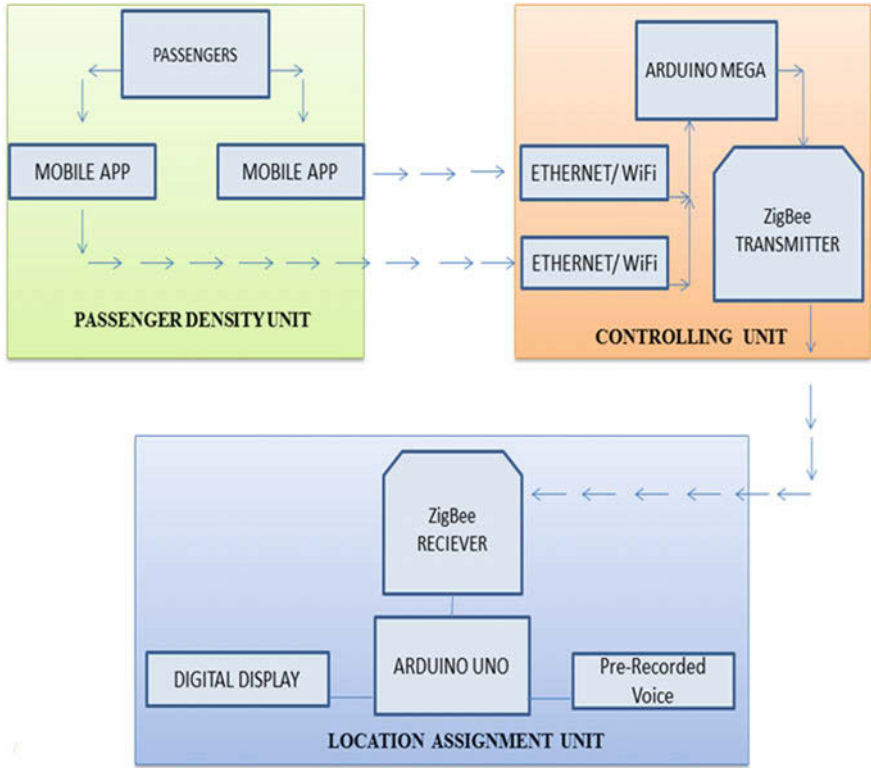 PASSENGERS
MOBILE APP
MOBILE APP
PASSENGER DENSITY UNIT
ARDUINO MEGA
ETHERNET/ WiFi
ETHERNET/ WiFi
ZigBee
TRANSMITTER
CONTROLLING UNIT
ZigBee
RECIEVER
DIGITAL DISPLAY
ARDUINO UNO
Pre-Recorded
Voice
LOCATION ASSIGNMENT UNIT